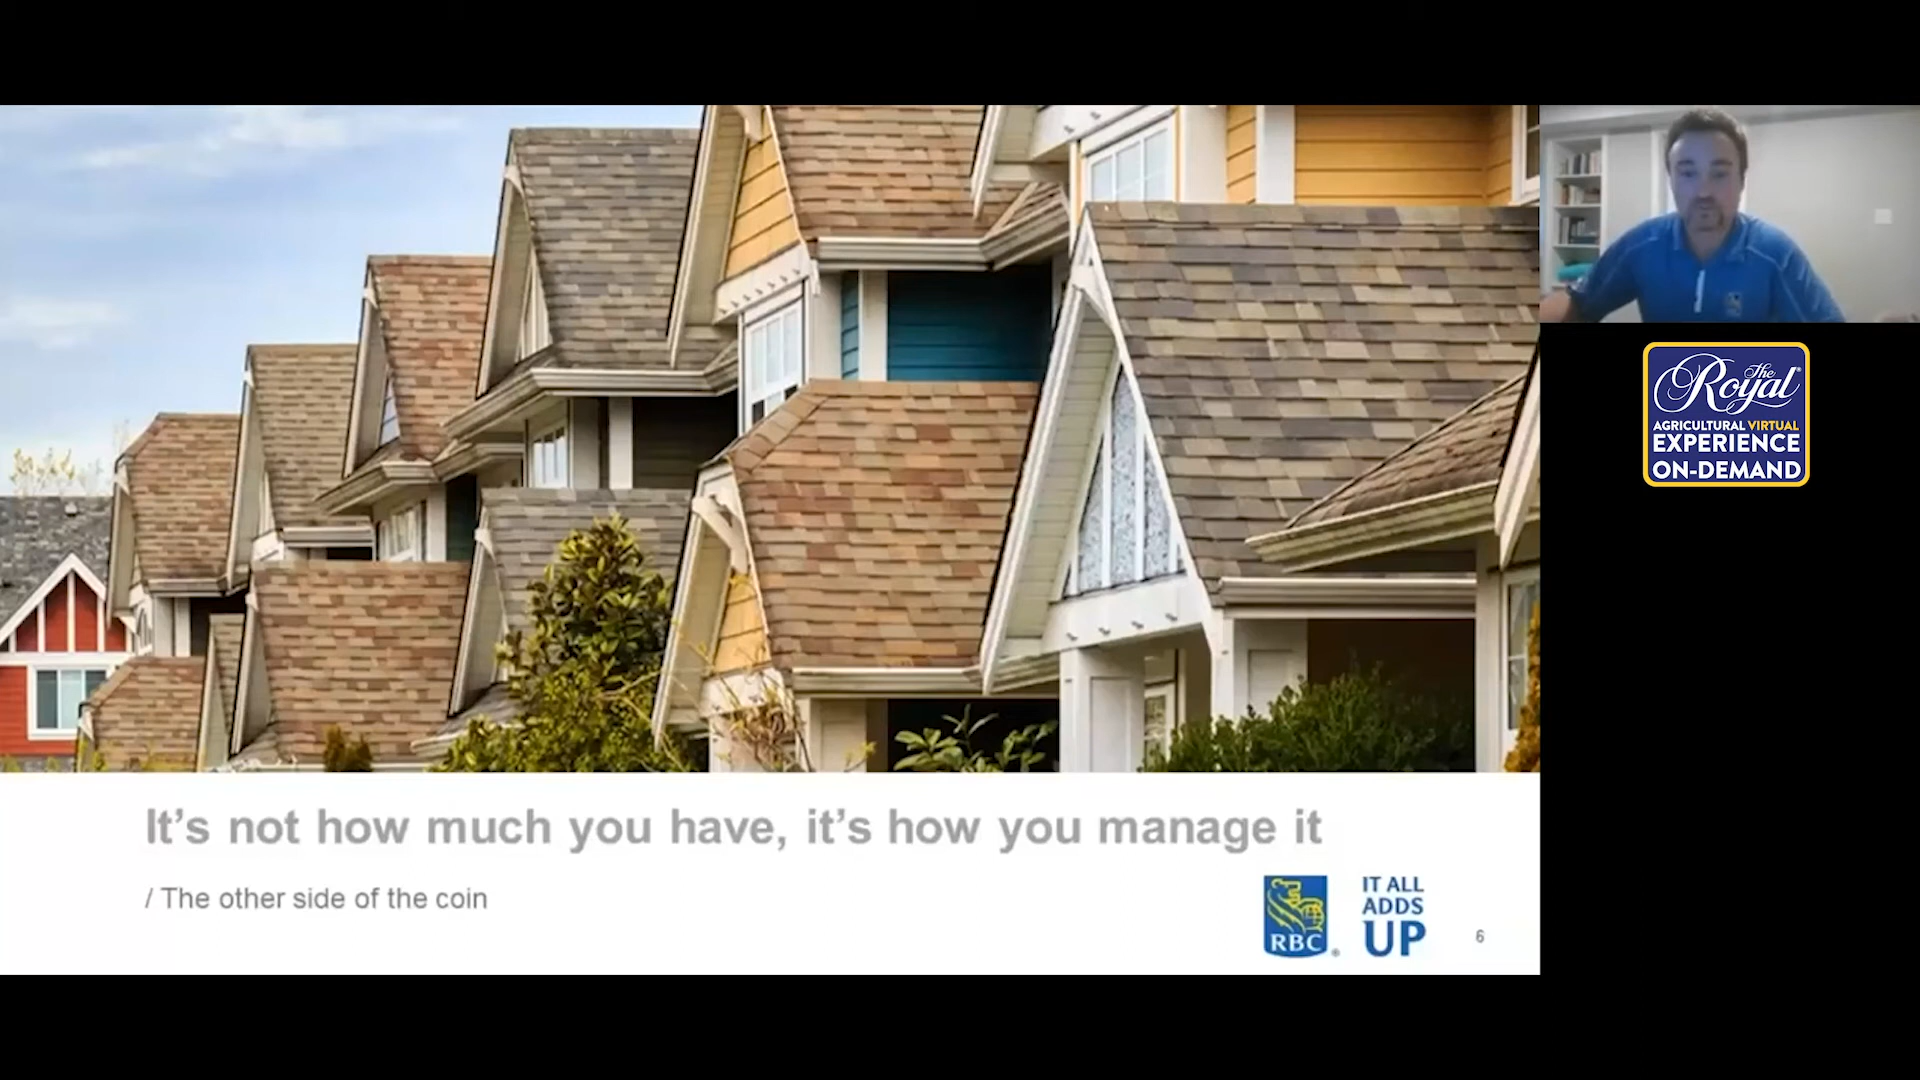 It's not how much you have, it's how you manage it
/ The other side of the coin
RBC
®
IT ALL
ADDS
UP
6
The
Royal
AGRICULTURAL VIRTUAL
EXPERIENCE
ON-DEMAND